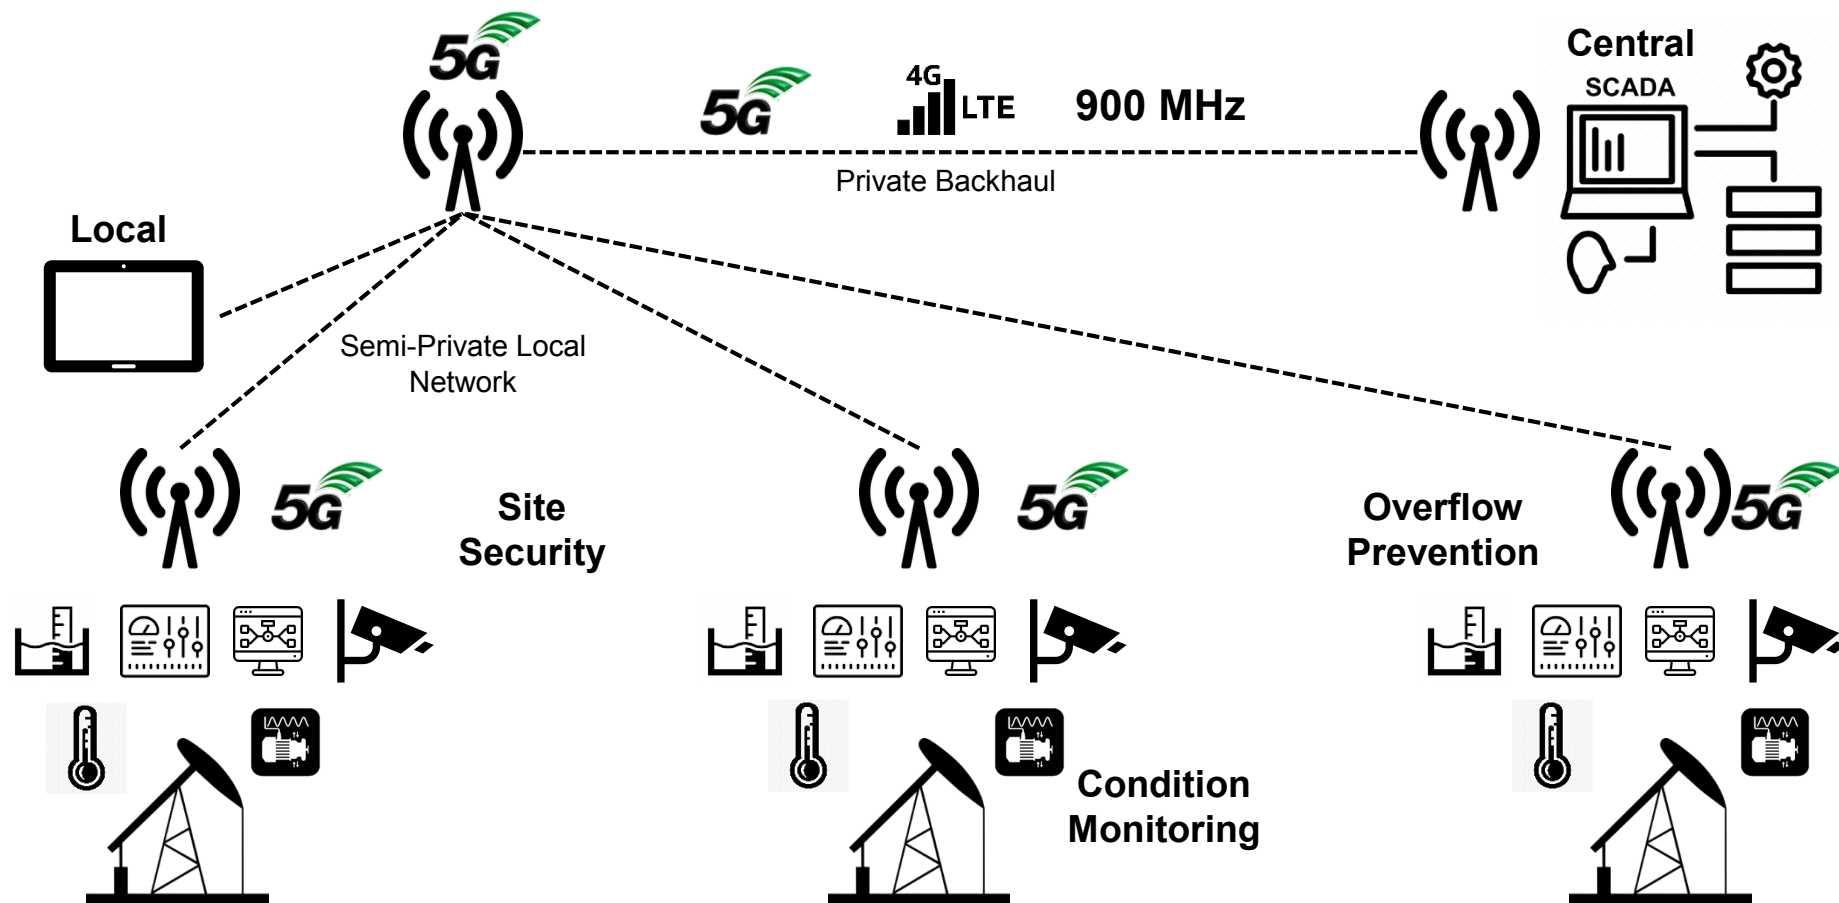 5G
5G
4G
LTE
900 MHz
Central
SCADA
Private Backhaul
Local
Semi-Private Local
Network
5G
Site
Security
5G
Overflow
Prevention
5G
Condition
Monitoring